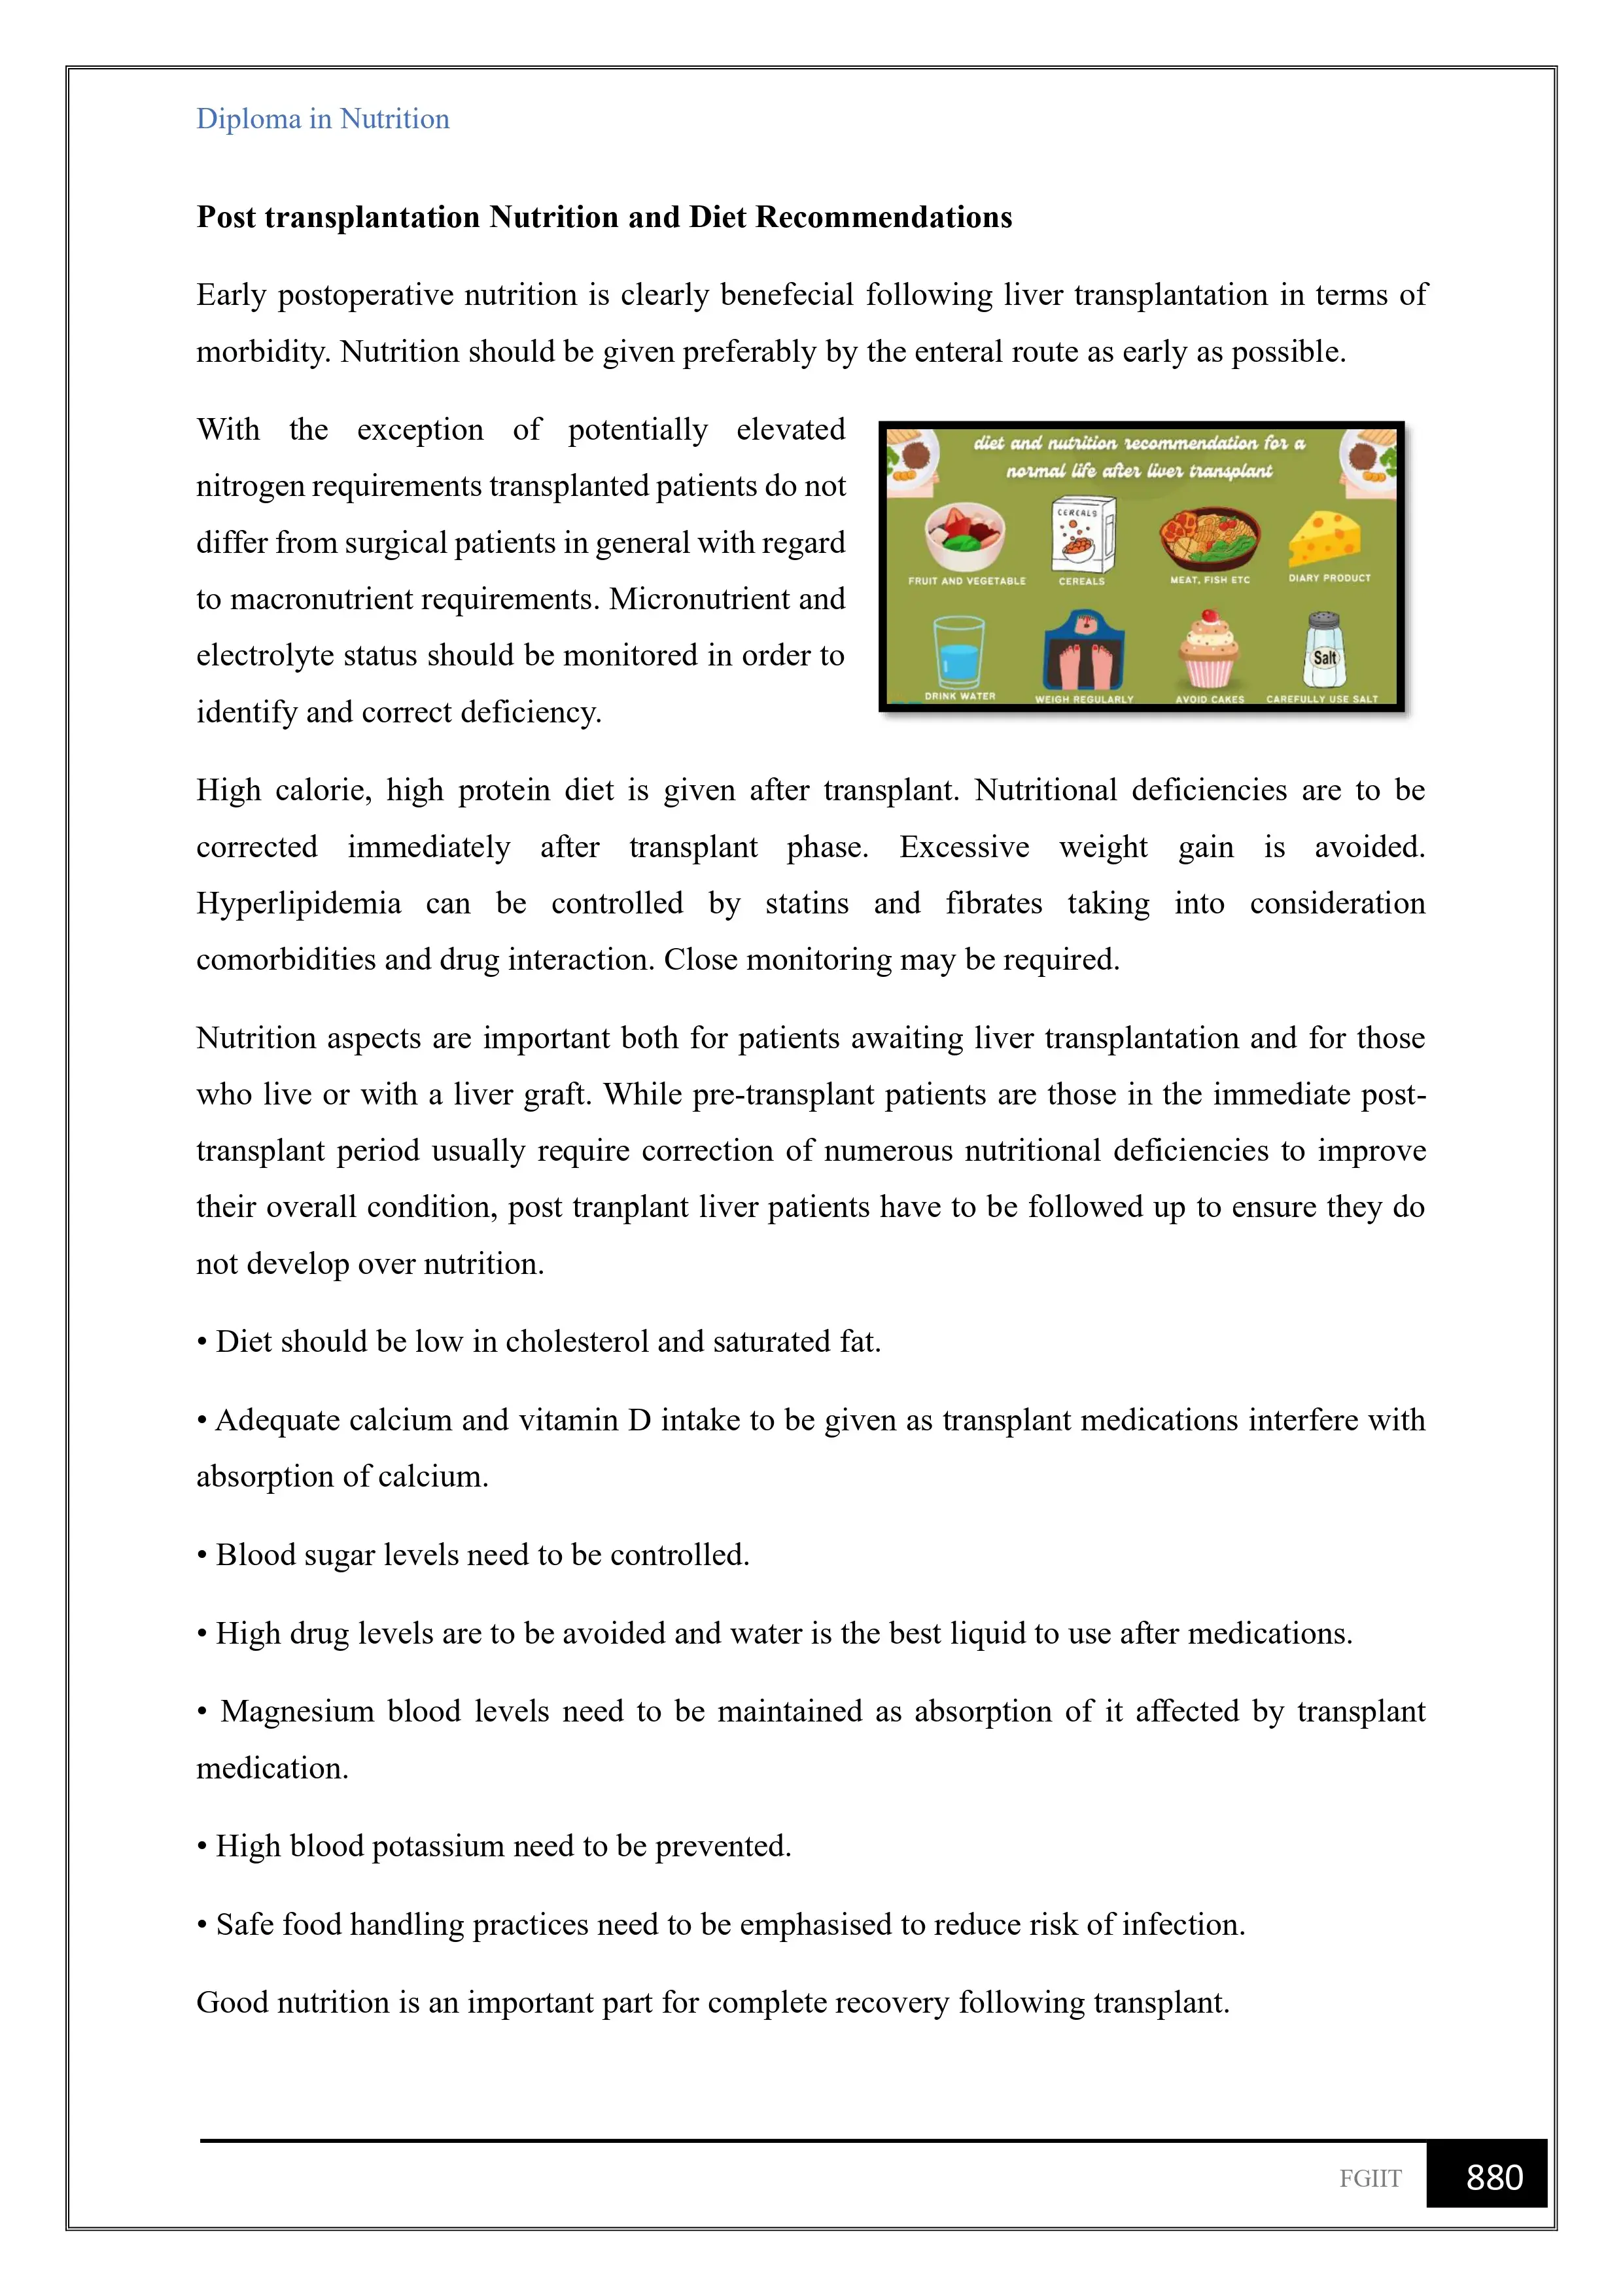 Diploma in Nutrition
Post transplantation Nutrition and Diet Recommendations
Early postoperative nutrition is clearly benefecial following liver transplantation in terms of
morbidity. Nutrition should be given preferably by the enteral route as early as possible.
With the exception of potentially elevated
nitrogen requirements transplanted patients do not
differ from surgical patients in general with regard
to macronutrient requirements. Micronutrient and
electrolyte status should be monitored in order to
identify and correct deficiency.
diet and nutrition recommendation for a
normal life after liver transplant
CEREALS
FRUIT AND VEGETABLE
CEREALS
MEAT, FISH ETC
DIARY PRODUCT
Salt
DRINK WATER
WEIGH REGULARLY
AVOID CAKES
CAREFULLY USE SALT
High calorie, high protein diet is given after transplant. Nutritional deficiencies are to be
corrected immediately after transplant phase. Excessive weight gain is avoided.
Hyperlipidemia can be controlled by statins and fibrates taking into consideration
comorbidities and drug interaction. Close monitoring may be required.
Nutrition aspects are important both for patients awaiting liver transplantation and for those
who live or with a liver graft. While pre-transplant patients are those in the immediate post-
transplant period usually require correction of numerous nutritional deficiencies to improve
their overall condition, post tranplant liver patients have to be followed up to ensure they do
not develop over nutrition.
• Diet should be low in cholesterol and saturated fat.
• Adequate calcium and vitamin D intake to be given as transplant medications interfere with
absorption of calcium.
• Blood sugar levels need to be controlled.
• High drug levels are to be avoided and water is the best liquid to use after medications.
• Magnesium blood levels need to be maintained as absorption of it affected by transplant
medication.
• High blood potassium need to be prevented.
• Safe food handling practices need to be emphasised to reduce risk of infection.
Good nutrition is an important part for complete recovery following transplant.
FGIIT
880